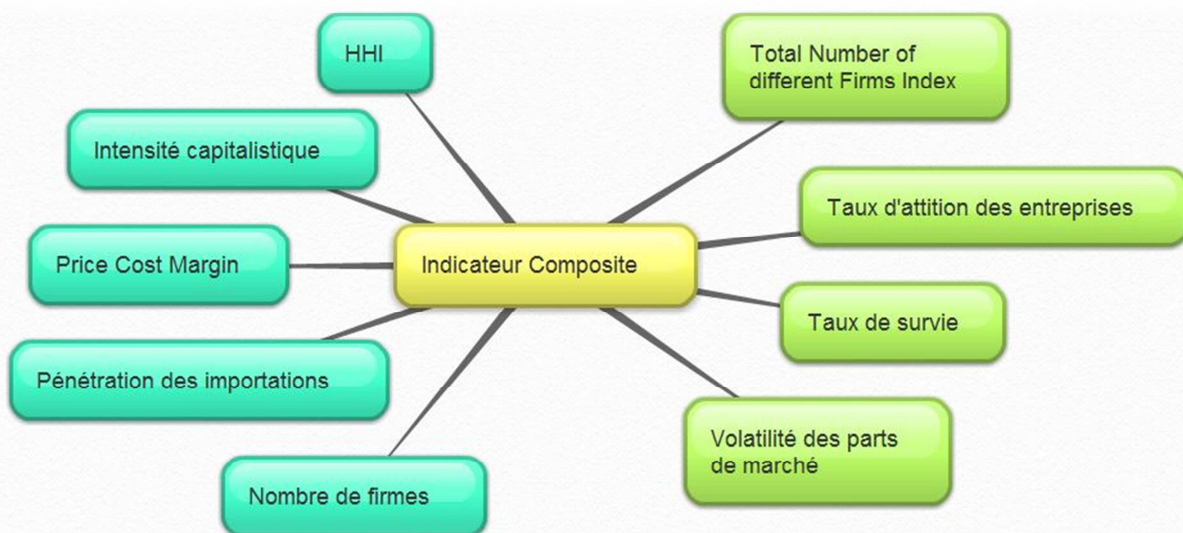 HHI
Intensité capitalistique
Price Cost Margin
Pénétration des importations
Nombre de firmes
Indicateur Composite
Total Number of
different Firms Index
Taux d'attition des entreprises
Taux de survie
Volatilité des parts
de marché